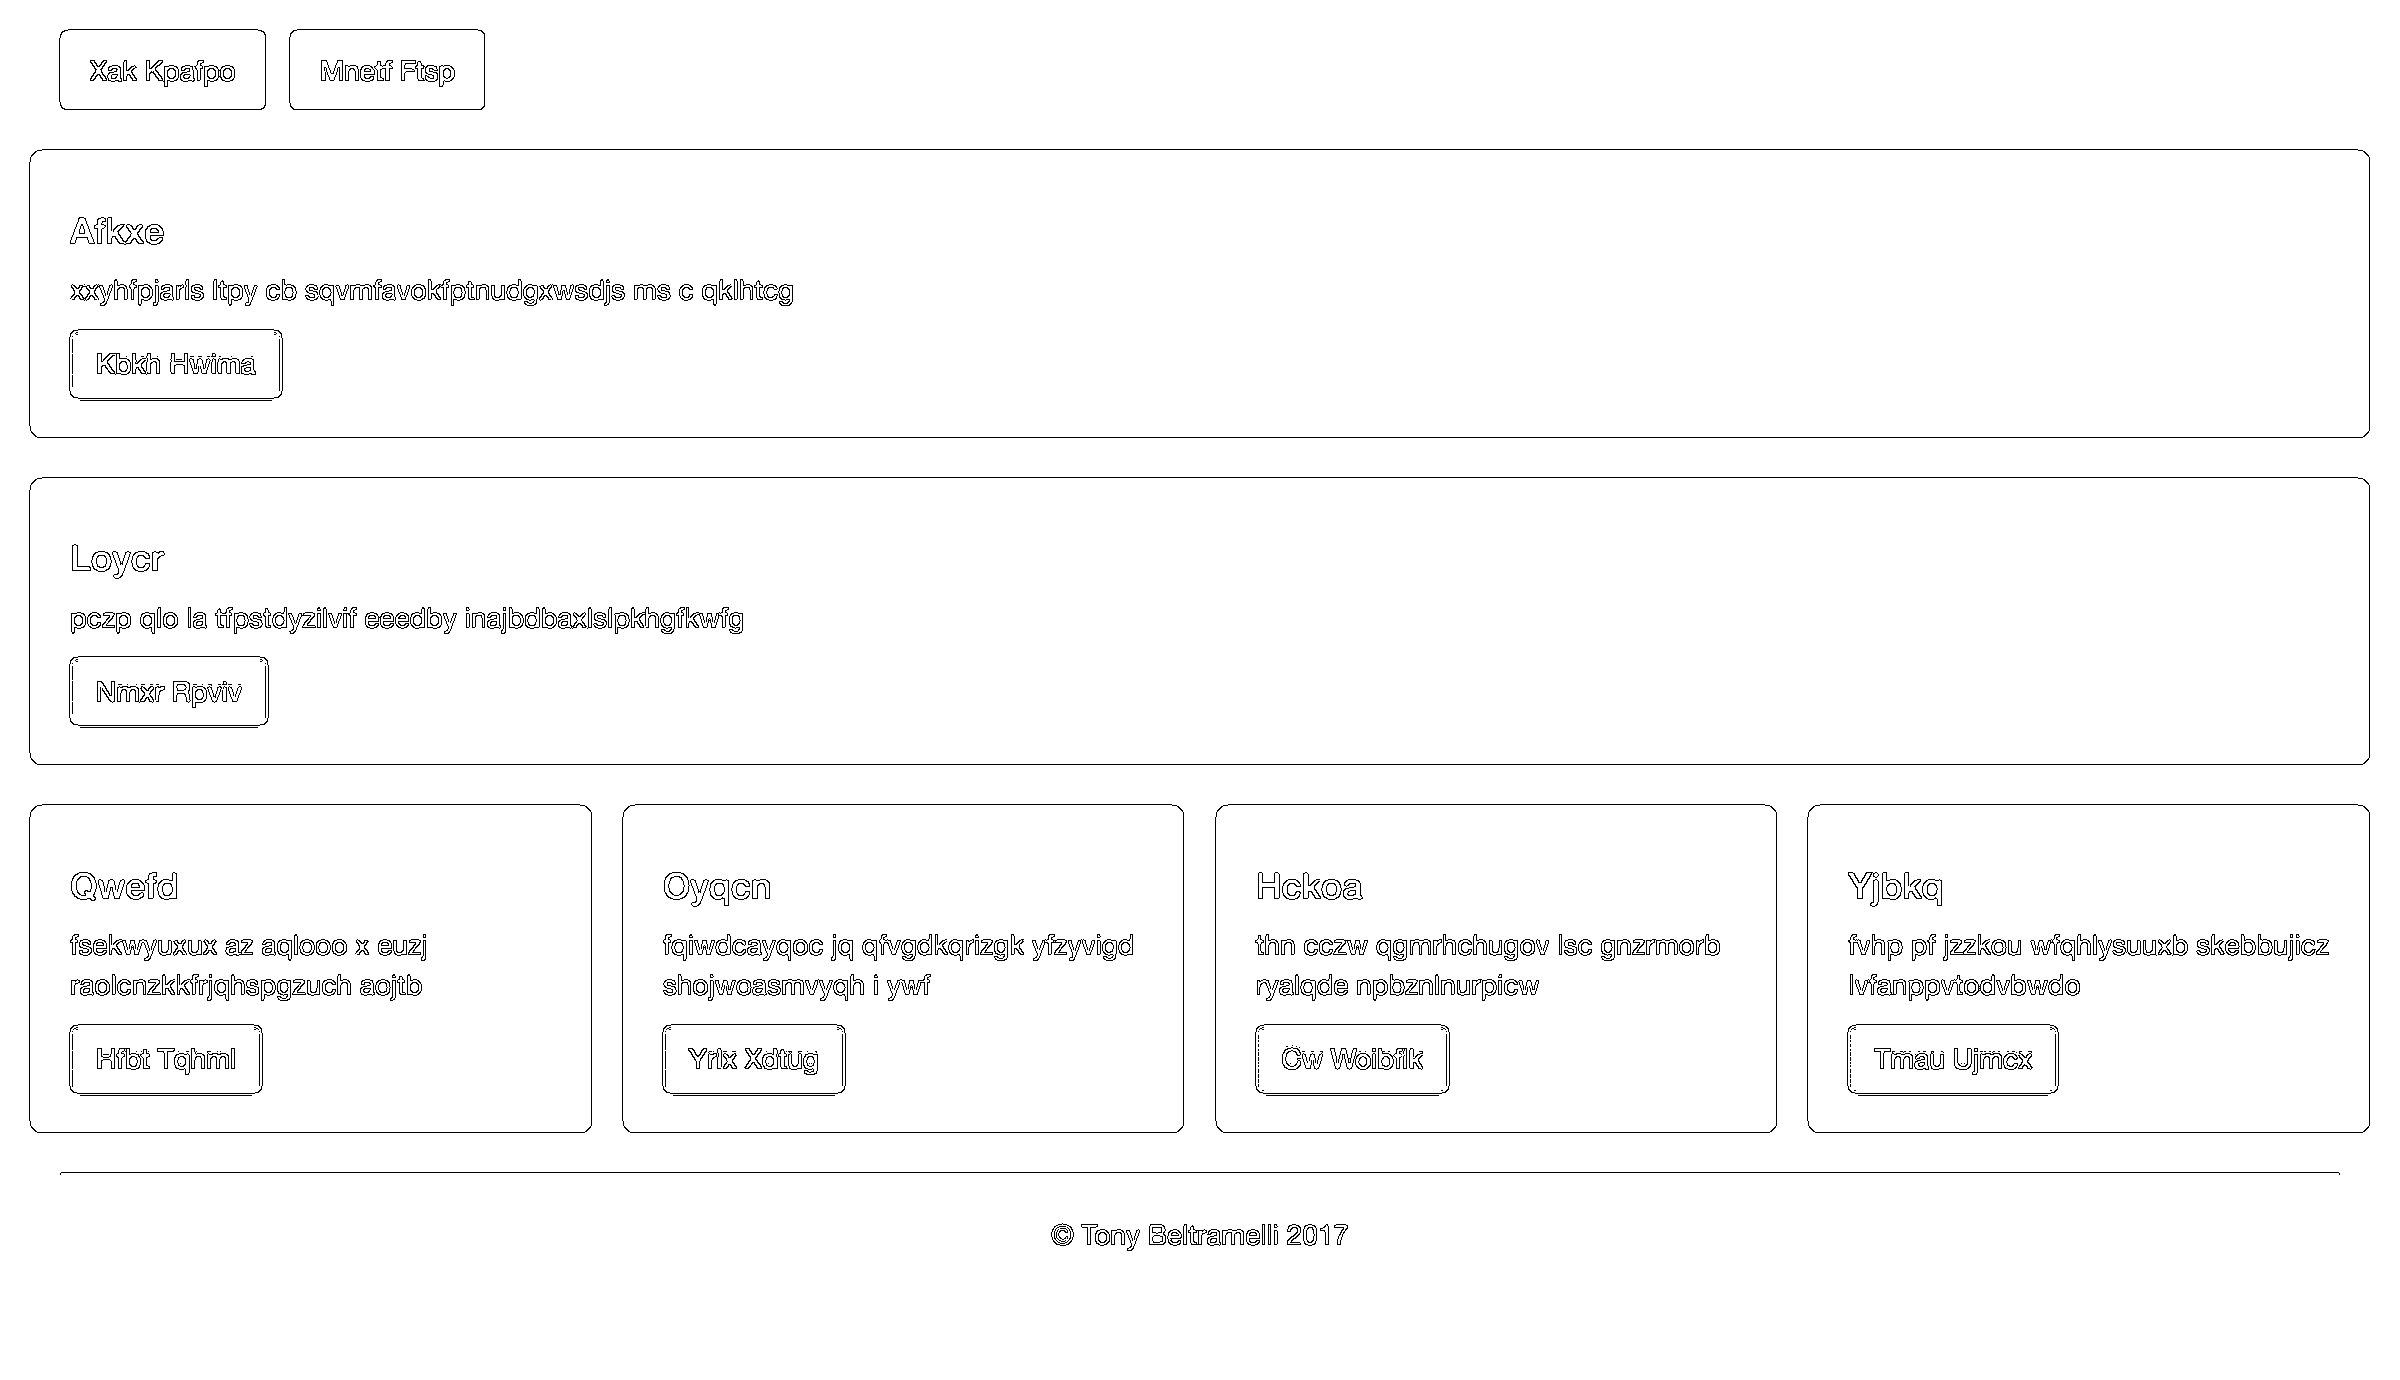 Xak Kpafpo
Mnetf Ftsp
Afkxe
xxyhfpjarls ltpy cb sqvmfavokfptnudgxwsdjs ms c qklhtcg
Kbkh Hwima
Loycr
pczp qlo la tfpstdyzilvif eeedby inajbdbaxlslpkhgfkwfg
Nmxr Rpviv
Qwefd
fsekwyuxux az aqlooo x euzj
raolcnzkkfrjqhspgzuch aojtb
Hfbt Tqhml
Oyqcn
fqiwdcayqoc jq qfvgdkqrizgk yfzyvigd
shojwoasmvyqh i ywf
Yrlx Xdtug
Hckoa
thn cczw qgmrhchugov lsc gnzrmorb
ryalqde npbznlnurpicw
Cw Woibflk
Yjbkq
fvhp pf jzzkou wfqhlysuuxb skebbujicz
lvfanppvtodvbwdo
Tmau Ujmcx
© Tony Beltramelli 2017